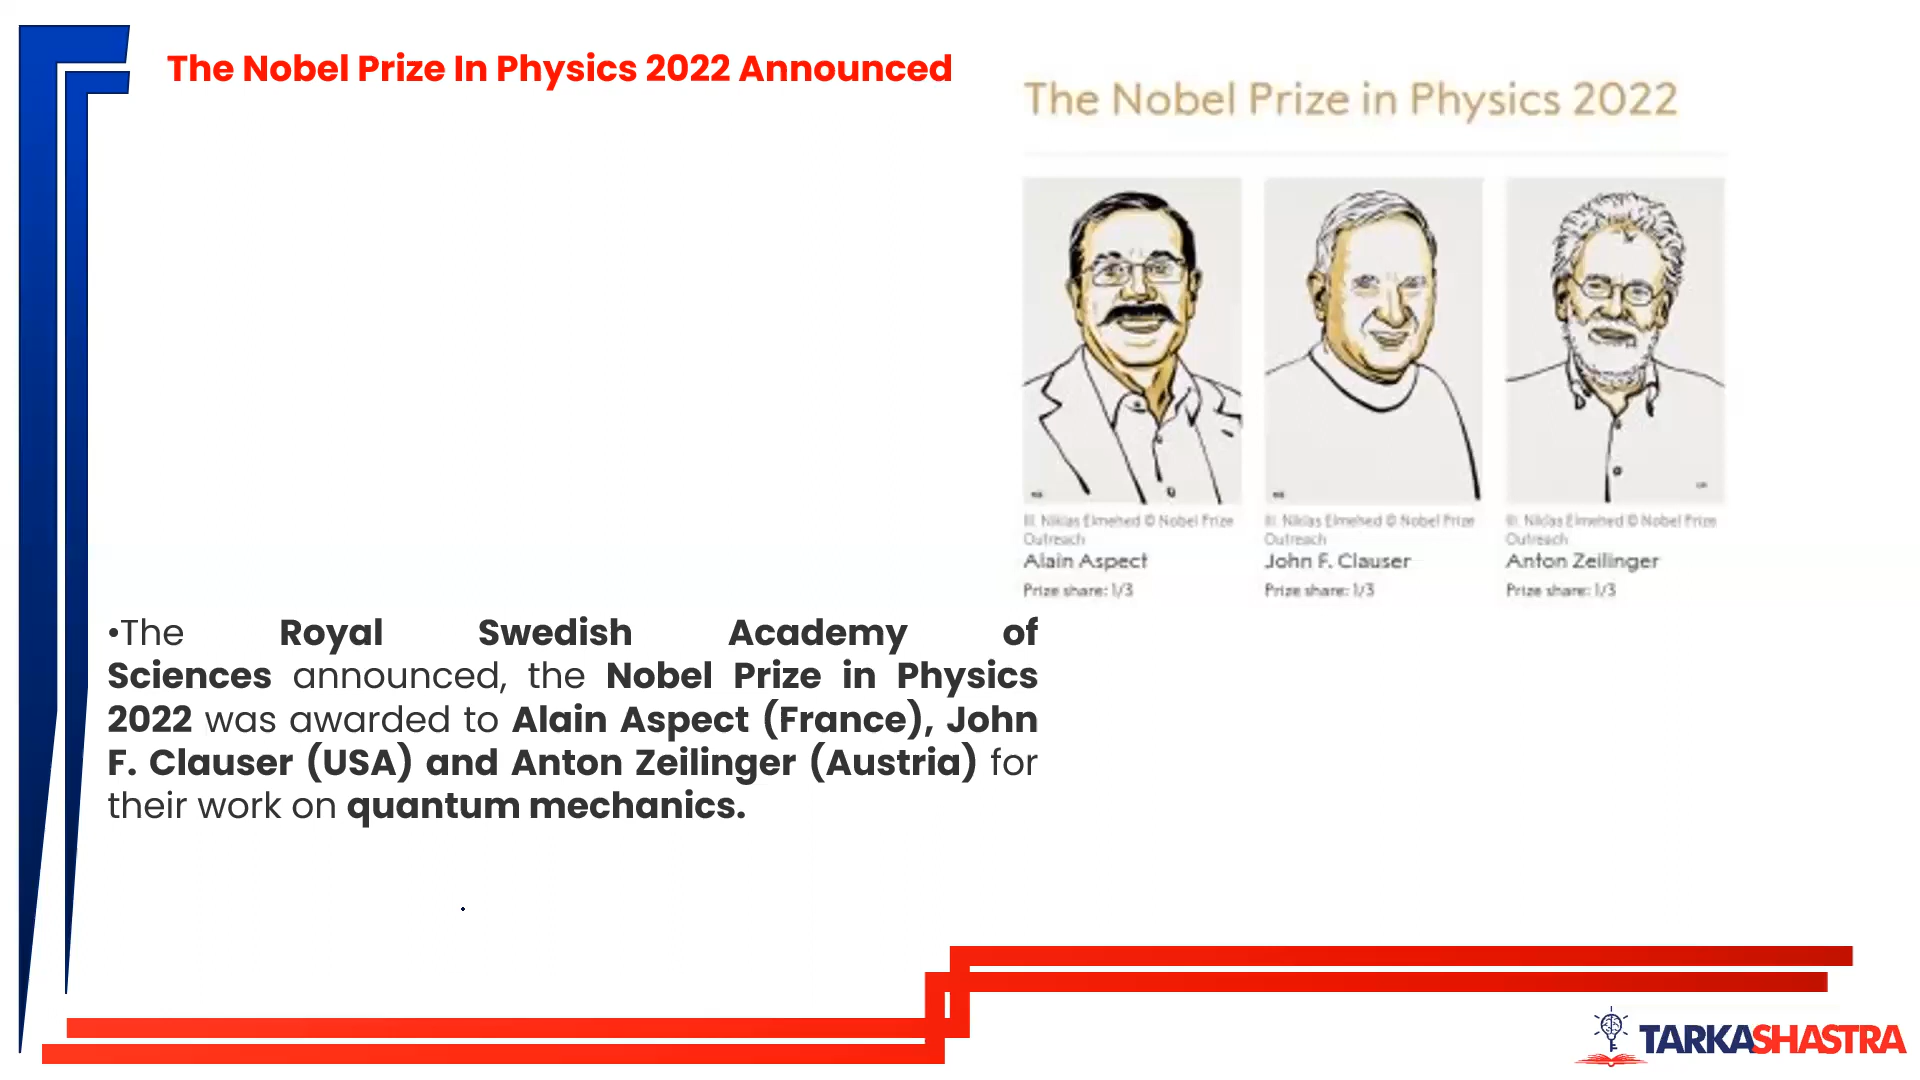 The Nobel Prize In Physics 2022 Announced
The Nobel Prize in Physics 2022
Ill. Niklas Elmehed © Nobel Prize
Outreach
Alain Aspect
Prize share: 1/3
Ill. Niklas Elmehed © Nobel Prize
Outreach
John F. Clauser
Prize share: 1/3
Ill. Niklas Elmehed © Nobel Prize
Outreach
Anton Zeilinger
Prize share: 1/3
•The Royal Swedish Academy of
Sciences announced, the Nobel Prize in Physics
2022 was awarded to Alain Aspect (France), John
F. Clauser (USA) and Anton Zeilinger (Austria) for
their work on quantum mechanics.
.
TARKASHASTRA